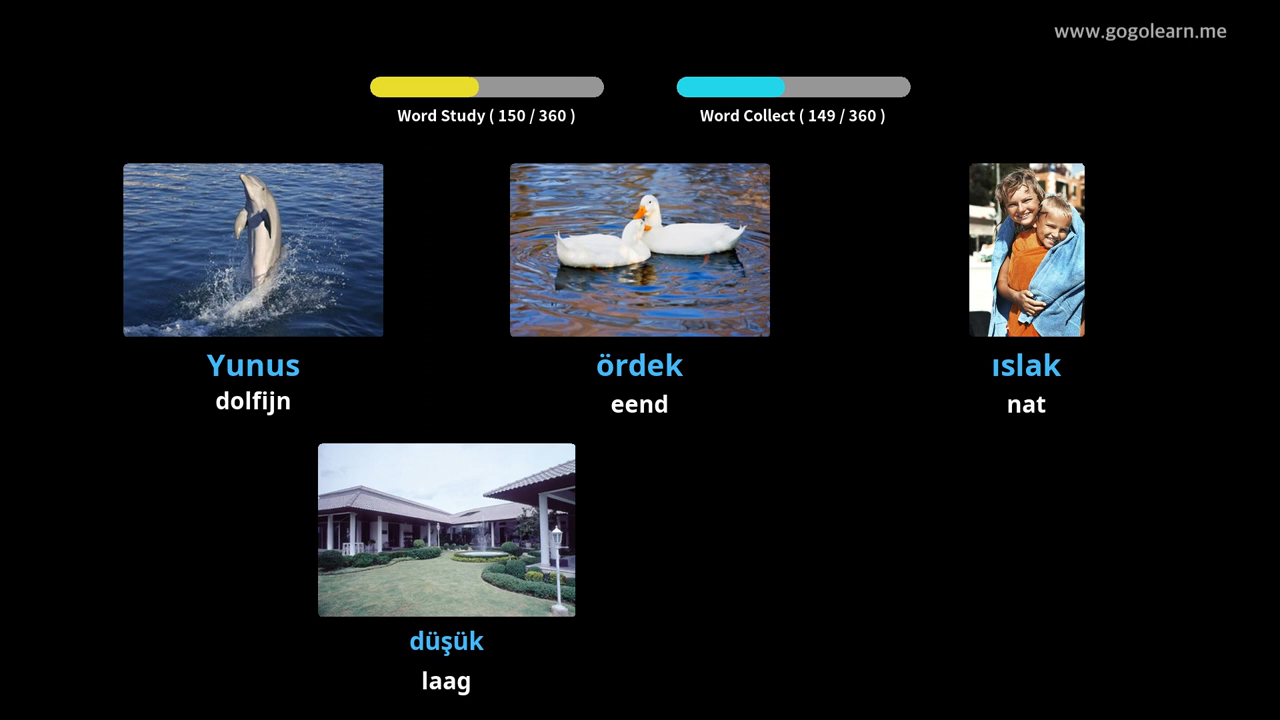 www.gogolearn.me
Word Study ( 150 / 360 )
Word Collect ( 149 / 360 )
Yunus
dolfijn
ördek
eend
ıslak
nat
düşük
laag